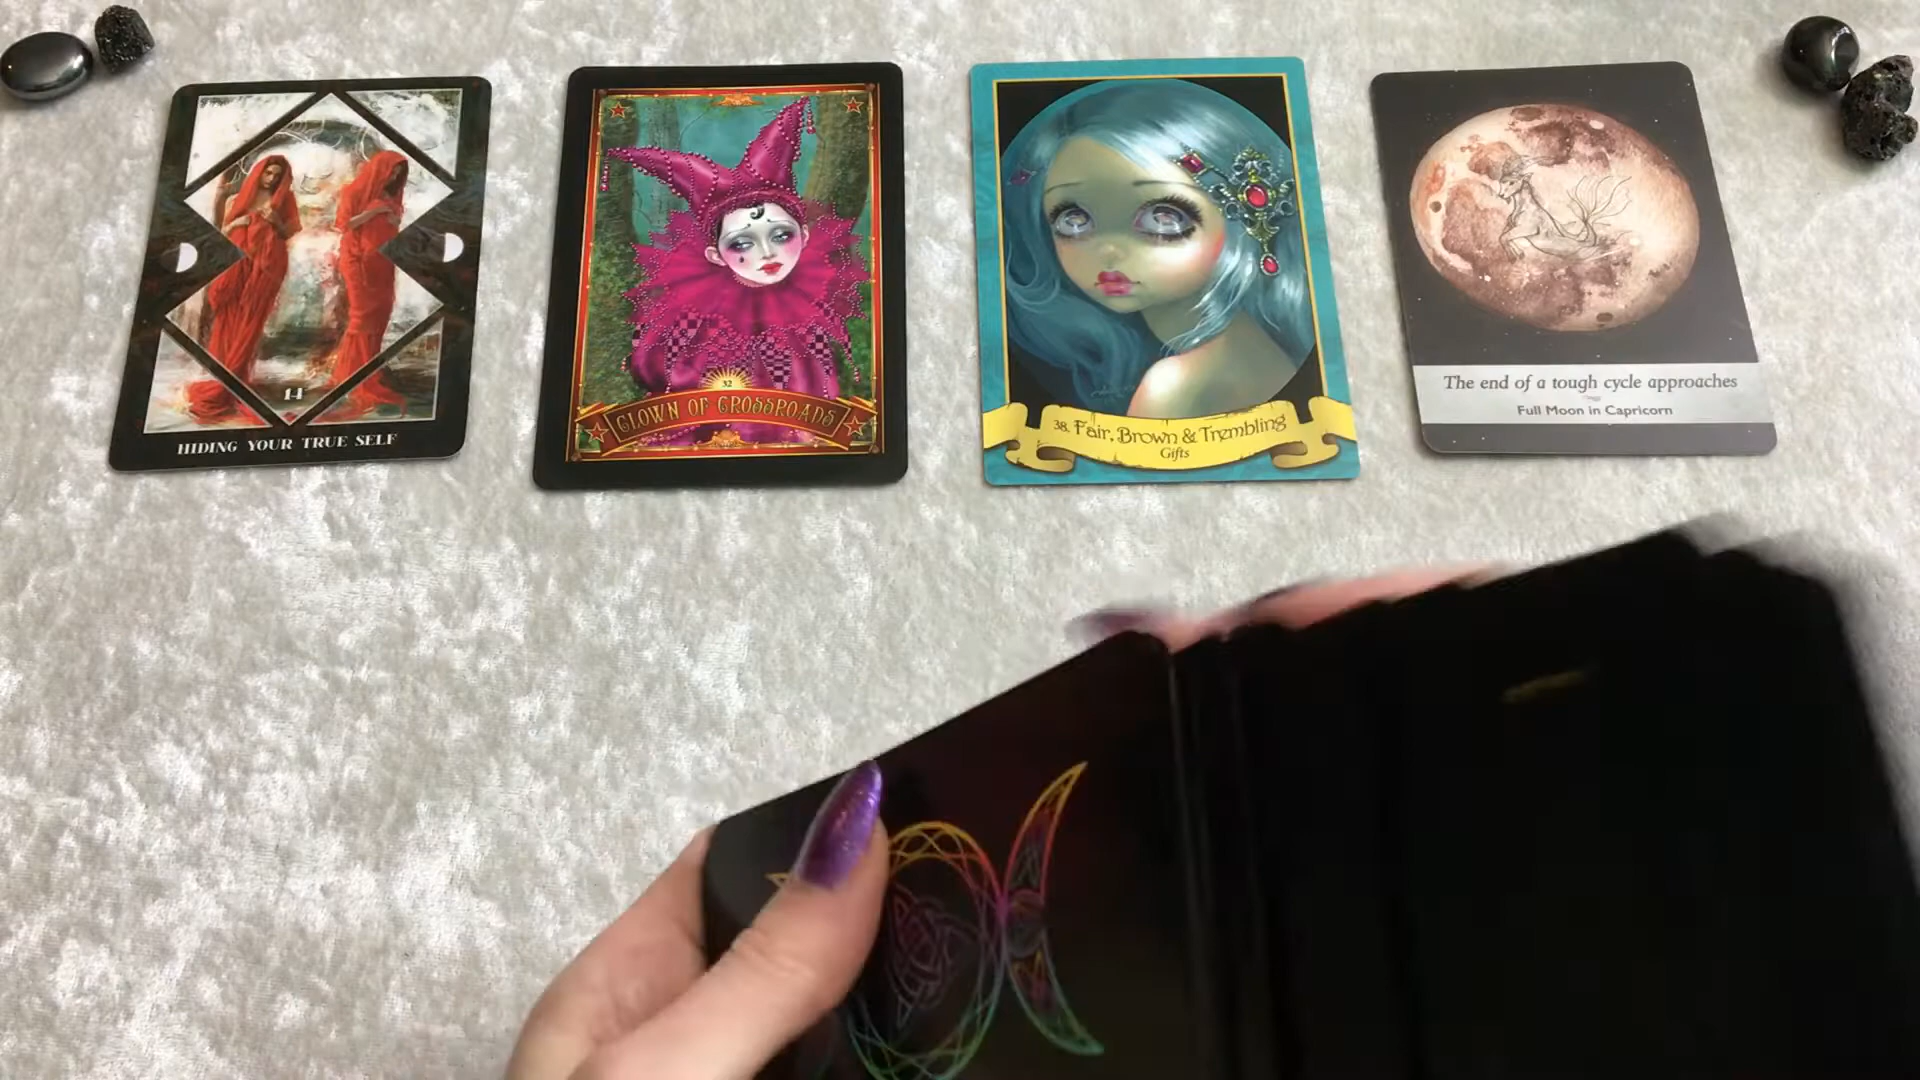 14
HIDING YOUR TRUE SELF
32
CLOWN OF CROSSROADS
38. Fair, Brown & Trembling
Gifts
The end of a tough cycle approaches
Full Moon in Capricorn